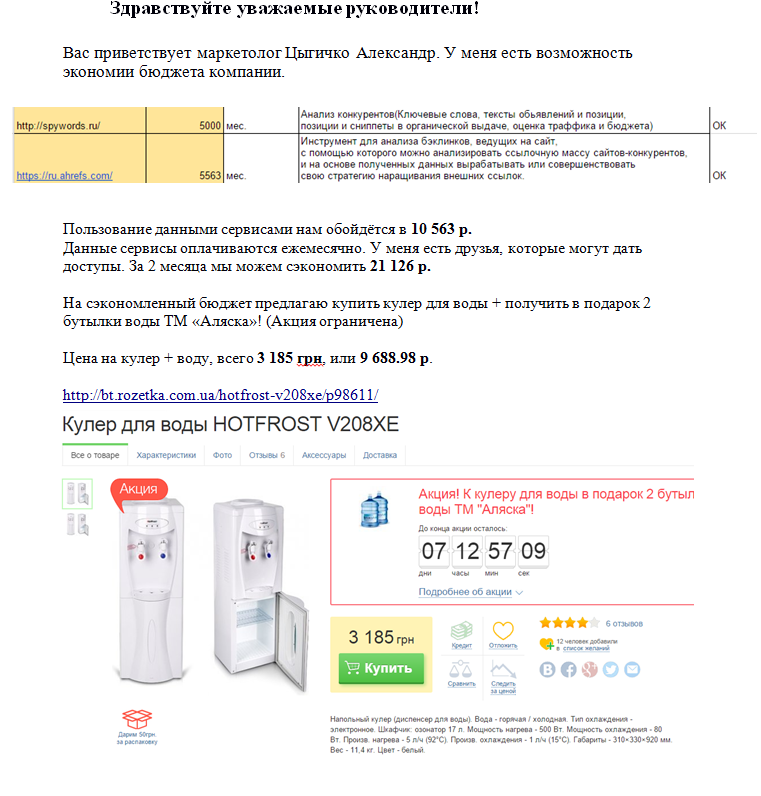 Здравствуйте уважаемые руководители!
Вас приветствует маркетолог Цыгичко Александр. У меня есть возможность
экономии бюджета компании.
http://spywords.ru/ 5000 мес. Анализ конкурентов(Ключевые слова, тексты обьявлений и позиции,
позиции и сниппеты в органической выдаче, оценка траффика и бюджета) ОК
Инструмент для анализа бэклинков, ведущих на сайт,
с помощью которого можно анализировать ссылочную массу сайтов-конкурентов,
и на основе полученных данных вырабатывать или совершенствовать
https://ru.ahrefs.com/ 5563 мес. свою стратегию наращивания внешних ссылок. ОК
Пользование данными сервисами нам обойдётся в 10 563 р.
Данные сервисы оплачиваются ежемесячно. У меня есть друзья, которые могут дать
доступы. За 2 месяца мы можем сэкономить 21 126 р.
На сэкономленный бюджет предлагаю купить кулер для воды + получить в подарок 2
бутылки воды ТМ «Аляска»! (Акция ограничена)
Цена на кулер + воду, всего 3 185 грн, или 9 688.98 р.
http://bt.rozetka.com.ua/hotfrost-v208xe/p98611/
Кулер для воды HOTFROST V208XE
Все о товаре Характеристики Фото Отзывы 6 Аксессуары Доставка
Акция
Акция! К кулеру для воды в подарок 2 бутыл
воды ТМ "Аляска"!
До конца акции осталось:
07 12 57 09
дни часы мин сек
Подробнее об акции
3 185 грн
Купить
Кредит Отложить
Сравнить Следить
за ценой
6 отзывов
12 человек добавили
в список желаний
Дарим 50грн.
за распаковку
Напольный кулер (диспенсер для воды). Вода - горячая / холодная. Тип охлаждения -
электронное. Шкафчик: озонатор 17 л. Мощность нагрева - 500 Вт. Мощность охлаждения - 80
Вт. Произв. нагрева - 5 л/ч (92°C). Произв. охлаждения - 1 л/ч (15°C). Габариты - 310×330×920 мм.
Вес - 11,4 кг. Цвет - белый.